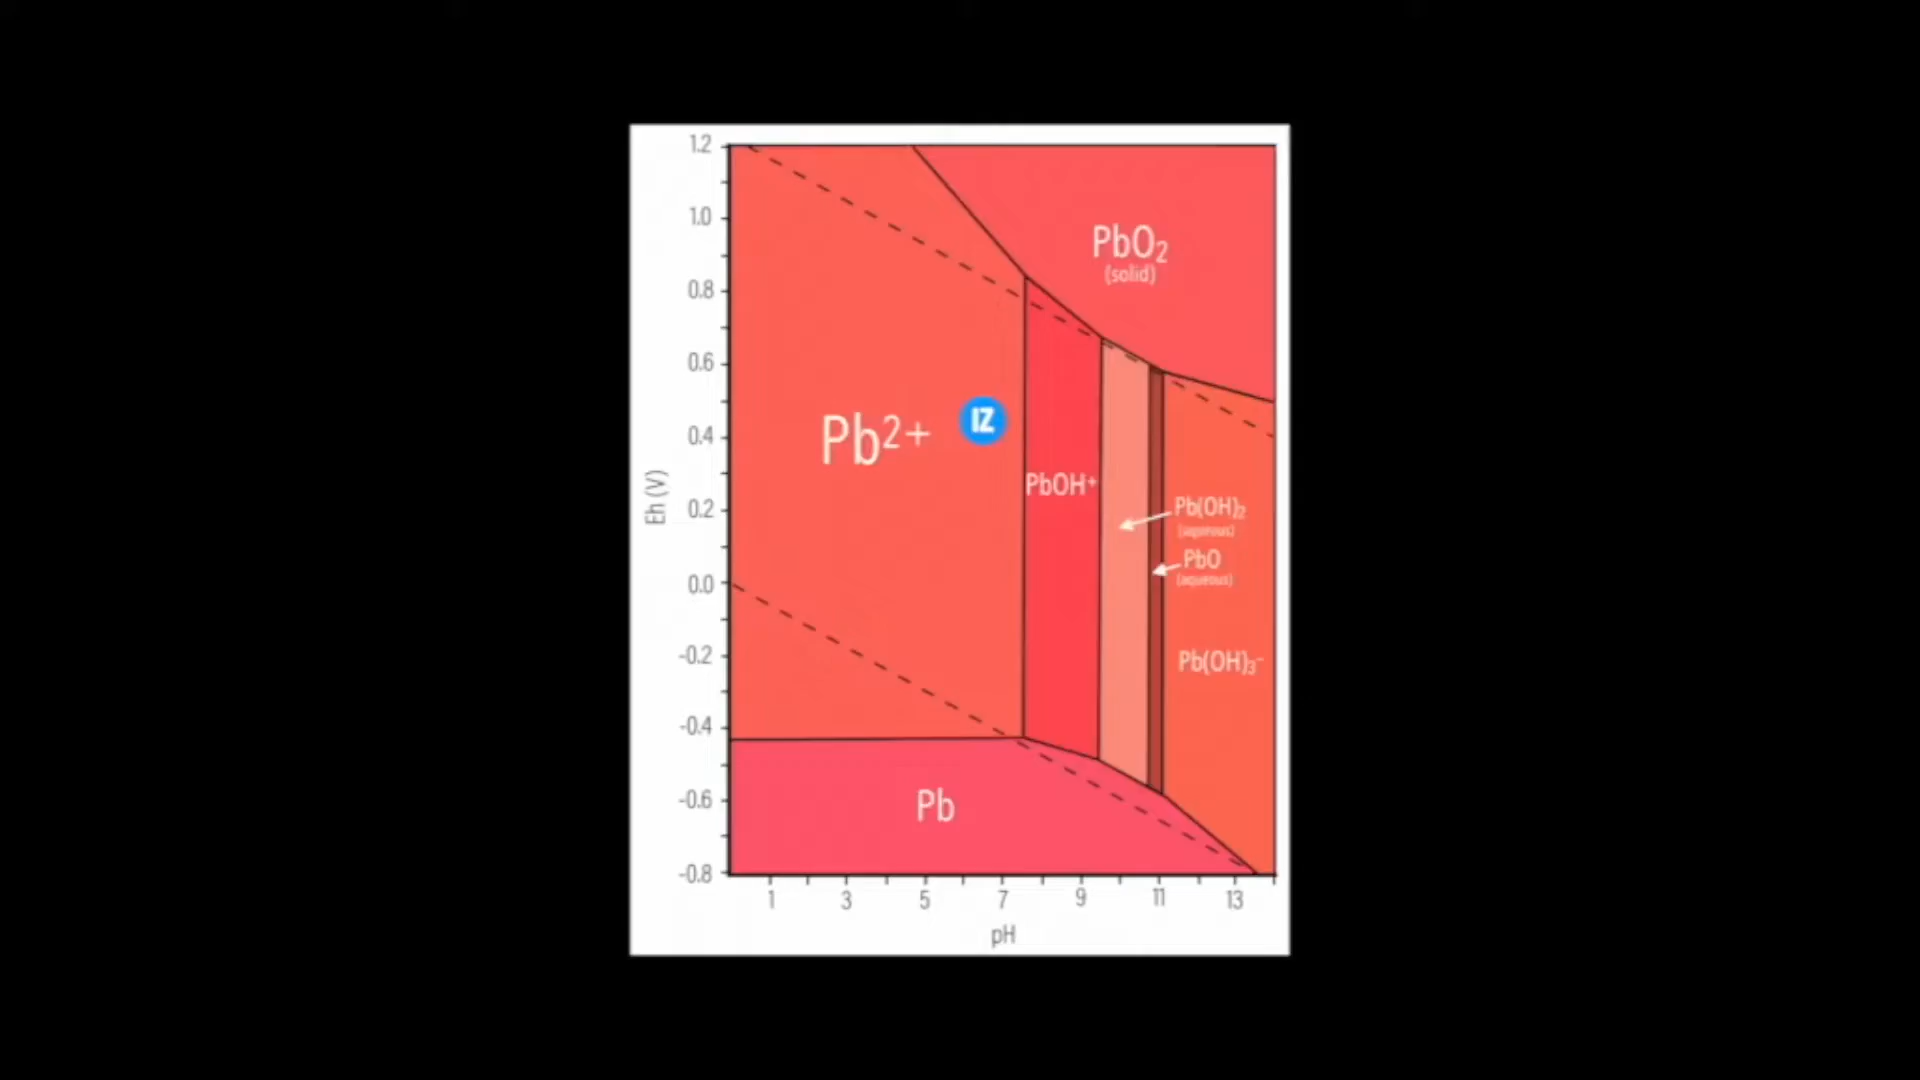 1.2
1.0
0.8
0.6
0.4
0.2
0.0
-0.2
-0.4
-0.6
-0.8
Eh (V)
PbO₂
(solid)
Pb²⁺
IZ
PbOH⁺
Pb(OH)₂
(aqueous)
PbO
(aqueous)
Pb(OH)₃⁻
Pb
1 3 5 7 9 11 13
pH